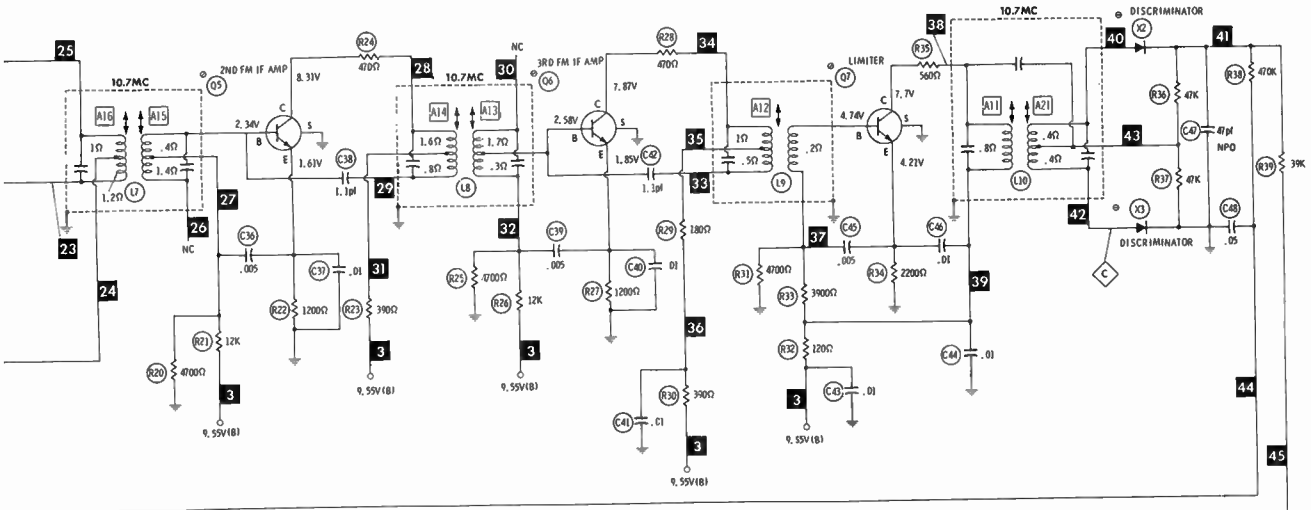 10.7MC
⊖ DISCRIMINATOR
25
R24
470Ω
28
30
NC
3RD FM IF AMP
R28
470Ω
34
LIMITER
R35
560Ω
38
40
X2
41
10.7MC
2ND FM IF AMP
Q5
8.31V
10.7MC
Q6
7.87V
Q7
7.7V
R38
470K
A16
A15
A14
A13
A12
A11
A21
R36
47K
2.34V
C
B
S
E
2.58V
C
B
S
E
4.74V
C
B
S
E
1Ω
.4Ω
1.4Ω
1.2Ω
L7
1.61V
C38
1.1pf
29
1.6Ω
.8Ω
1.7Ω
.3Ω
L8
1.85V
C42
1.1pf
35
33
1Ω
.5Ω
.2Ω
L9
4.21V
.8Ω
.4Ω
.4Ω
L10
43
C47
47pf
NPO
R37
47K
R39
39K
23
27
26
NC
32
37
42
X3
DISCRIMINATOR
C
C48
.05
24
C36
.005
C37
.01
31
C39
.005
C40
.01
R29
180Ω
C45
.005
C46
.01
39
R22
1200Ω
R23
390Ω
R25
4700Ω
R26
12K
R27
1200Ω
R31
4700Ω
R33
3900Ω
R34
2200Ω
R20
4700Ω
R21
12K
36
R32
120Ω
C44
.01
3
9.55V(B)
3
9.55V(B)
3
9.55V(B)
C41
R30
390Ω
3
9.55V(B)
3
9.55V(B)
C43
.01
44
45